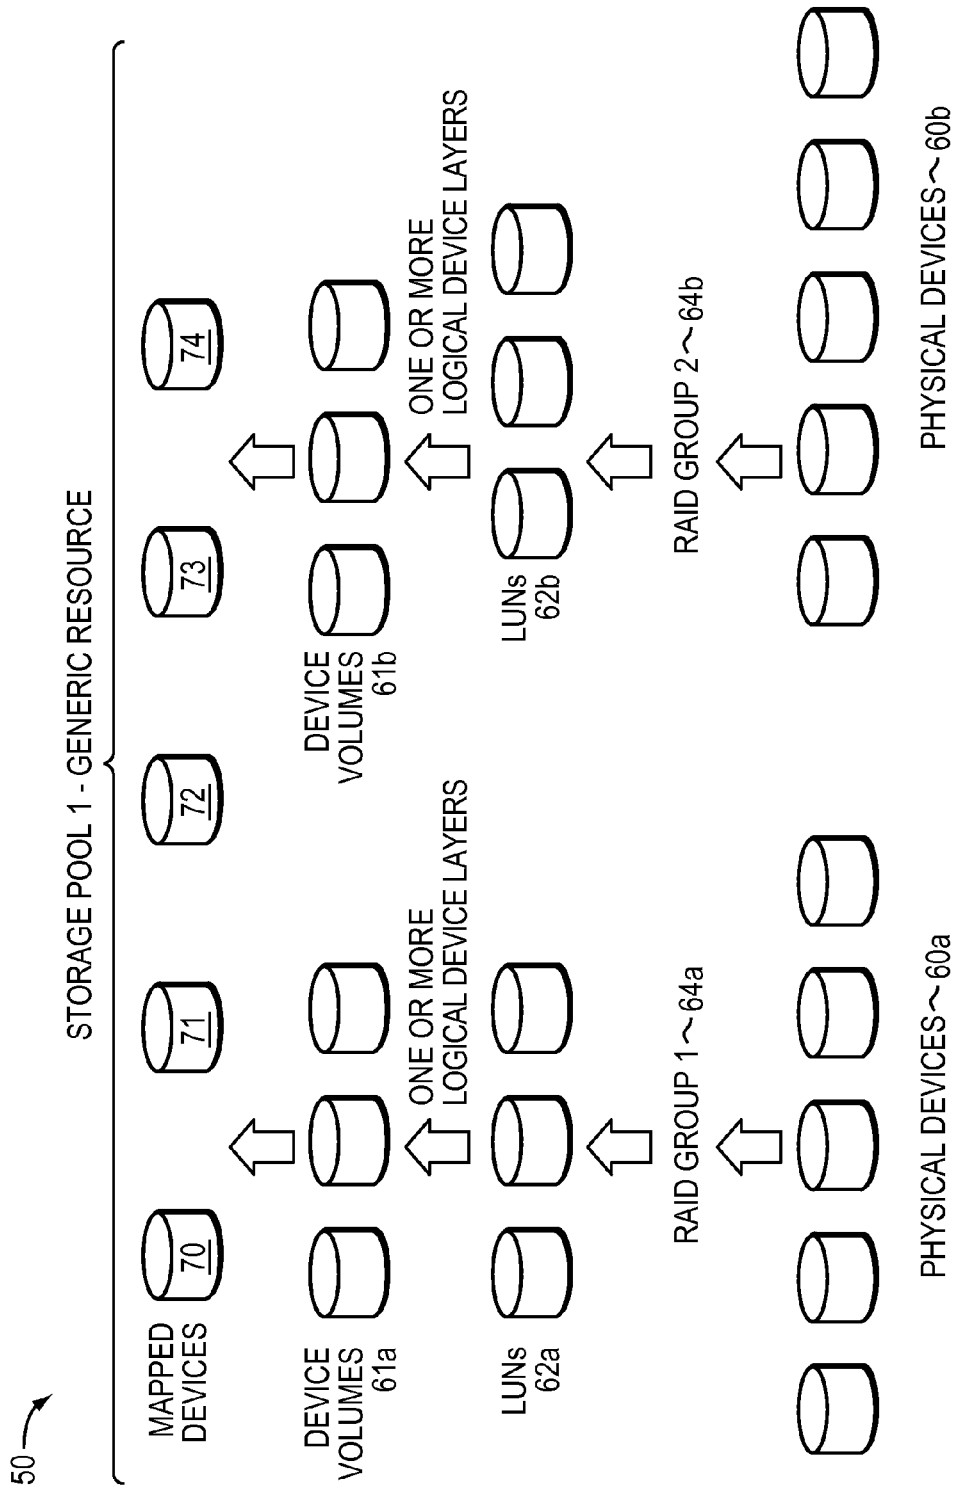 50
STORAGE POOL 1 - GENERIC RESOURCE
MAPPED
DEVICES
70
71
72
73
74
DEVICE
VOLUMES
61a
DEVICE
VOLUMES
61b
ONE OR MORE
LOGICAL DEVICE LAYERS
ONE OR MORE
LOGICAL DEVICE LAYERS
LUNs
62a
LUNs
62b
RAID GROUP 1~64a
RAID GROUP 2~64b
PHYSICAL DEVICES~60a
PHYSICAL DEVICES~60b